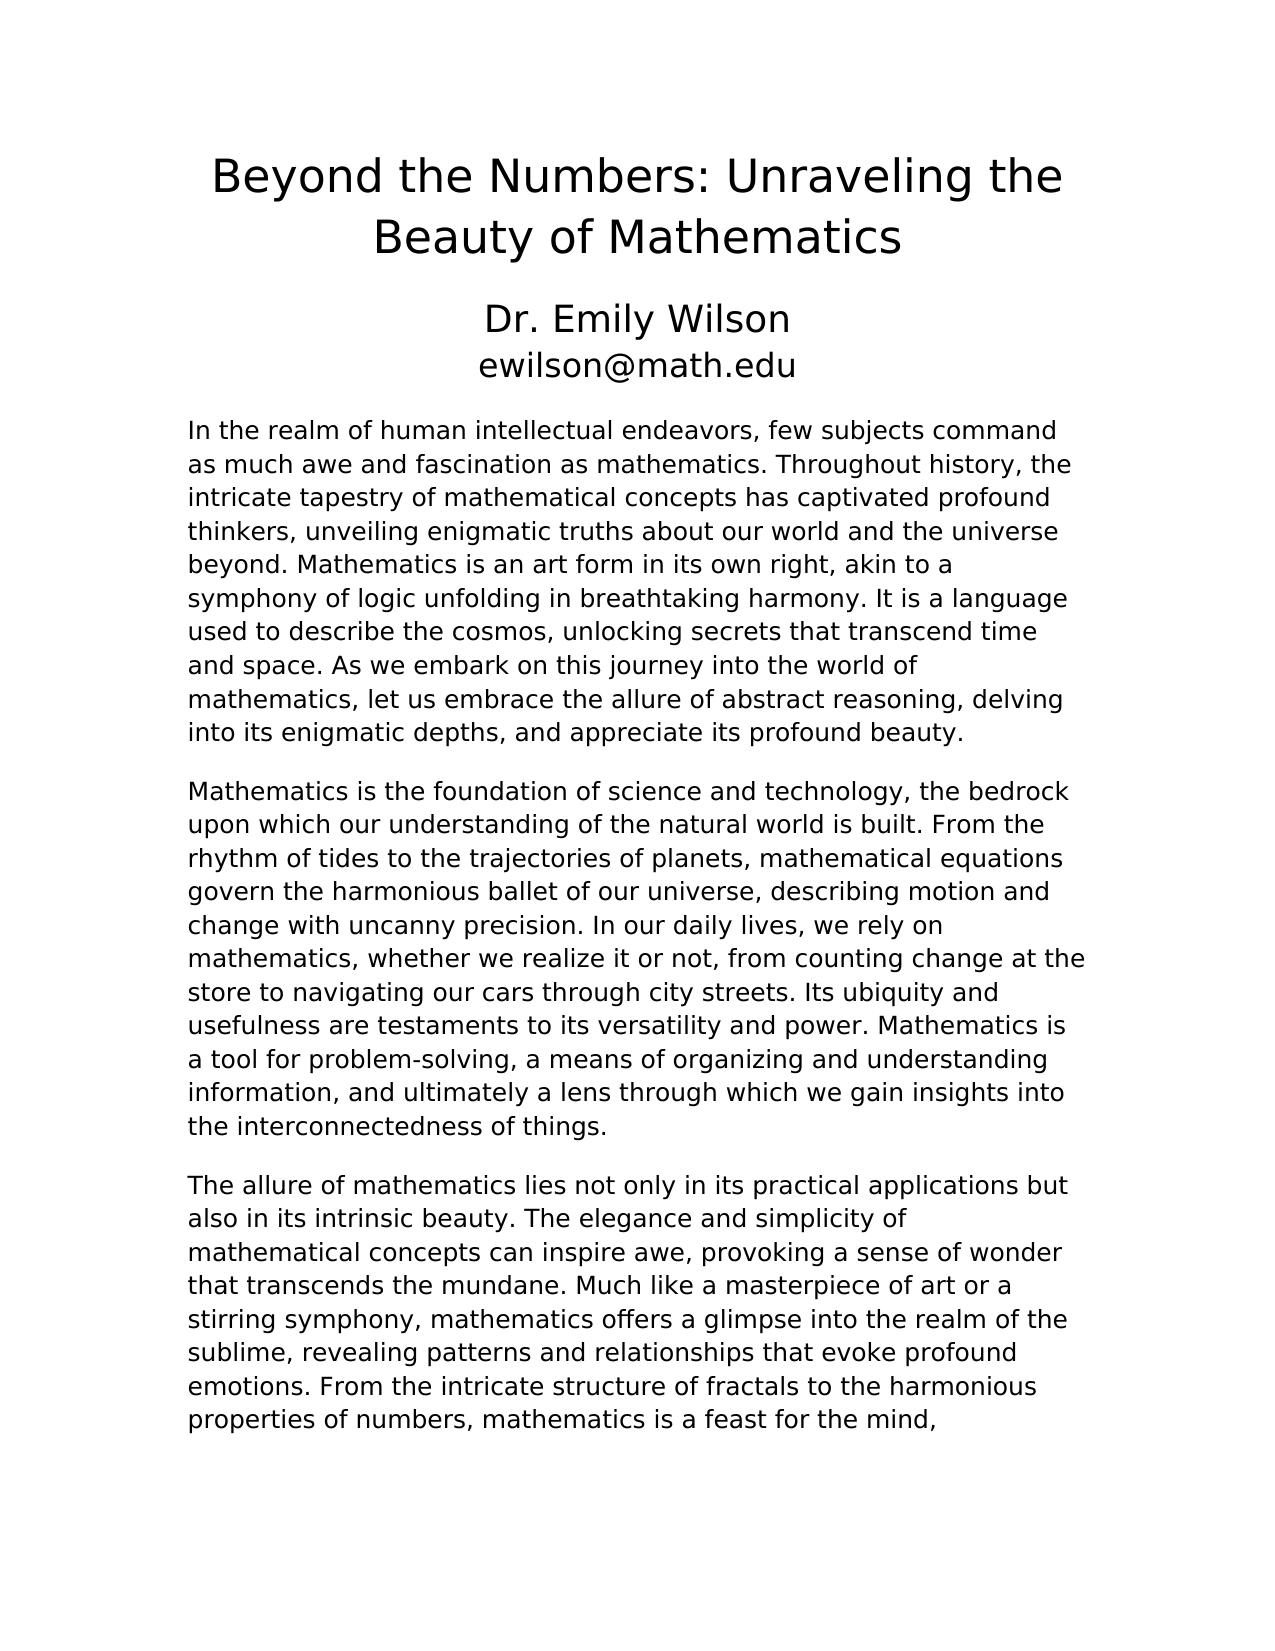 Beyond the Numbers: Unraveling the
Beauty of Mathematics
Dr. Emily Wilson
ewilson@math.edu
In the realm of human intellectual endeavors, few subjects command
as much awe and fascination as mathematics. Throughout history, the
intricate tapestry of mathematical concepts has captivated profound
thinkers, unveiling enigmatic truths about our world and the universe
beyond. Mathematics is an art form in its own right, akin to a
symphony of logic unfolding in breathtaking harmony. It is a language
used to describe the cosmos, unlocking secrets that transcend time
and space. As we embark on this journey into the world of
mathematics, let us embrace the allure of abstract reasoning, delving
into its enigmatic depths, and appreciate its profound beauty.
Mathematics is the foundation of science and technology, the bedrock
upon which our understanding of the natural world is built. From the
rhythm of tides to the trajectories of planets, mathematical equations
govern the harmonious ballet of our universe, describing motion and
change with uncanny precision. In our daily lives, we rely on
mathematics, whether we realize it or not, from counting change at the
store to navigating our cars through city streets. Its ubiquity and
usefulness are testaments to its versatility and power. Mathematics is
a tool for problem-solving, a means of organizing and understanding
information, and ultimately a lens through which we gain insights into
the interconnectedness of things.
The allure of mathematics lies not only in its practical applications but
also in its intrinsic beauty. The elegance and simplicity of
mathematical concepts can inspire awe, provoking a sense of wonder
that transcends the mundane. Much like a masterpiece of art or a
stirring symphony, mathematics offers a glimpse into the realm of the
sublime, revealing patterns and relationships that evoke profound
emotions. From the intricate structure of fractals to the harmonious
properties of numbers, mathematics is a feast for the mind,